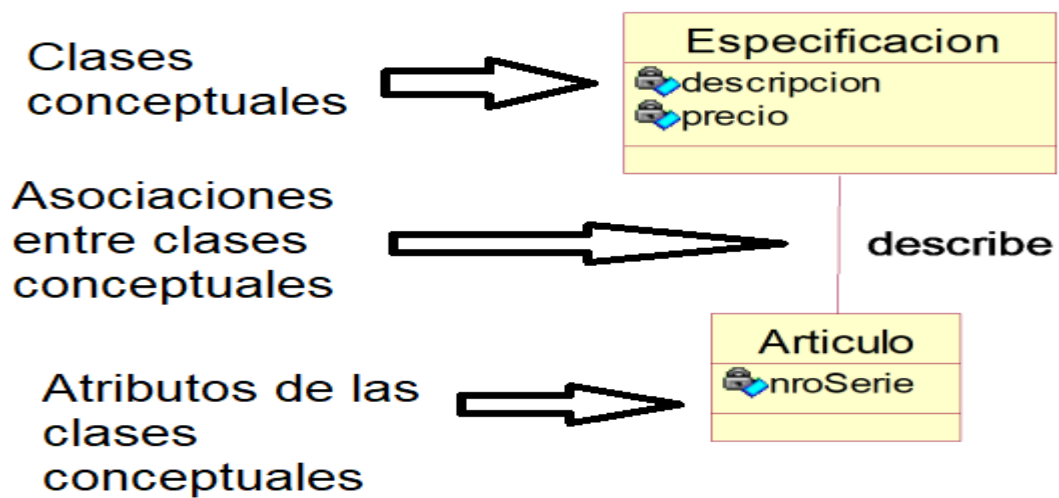 Clases
conceptuales
Especificacion
descripcion
precio
Asociaciones
entre clases
conceptuales
describe
Articulo
nroSerie
Atributos de las
clases
conceptuales